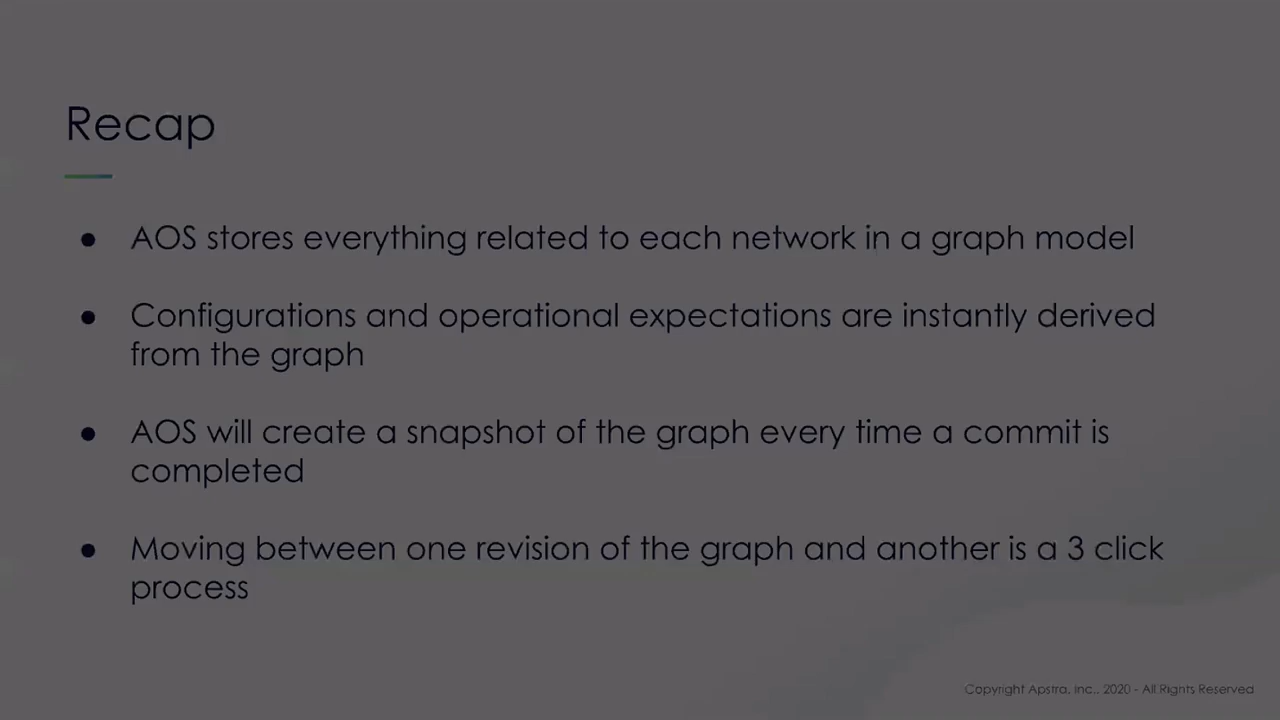 Recap
● AOS stores everything related to each network in a graph model
● Configurations and operational expectations are instantly derived
from the graph
● AOS will create a snapshot of the graph every time a commit is
completed
● Moving between one revision of the graph and another is a 3 click
process
Copyright Apstra, Inc., 2020 - All Rights Reserved